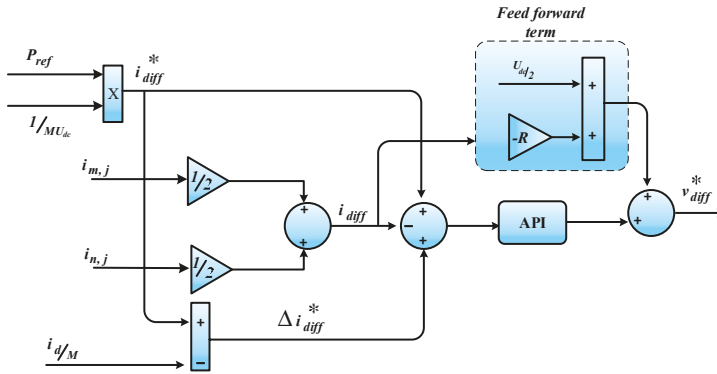 Feed forward
term
P_ref
i_diff^*
X
1/MU_dc
U_dc/2
+
+
-R
i_m,j
1/2
+
+
i_diff
+
−
+
API
+
+
v_diff^*
i_n,j
1/2
Δ i_diff^*
+
−
i_d/M